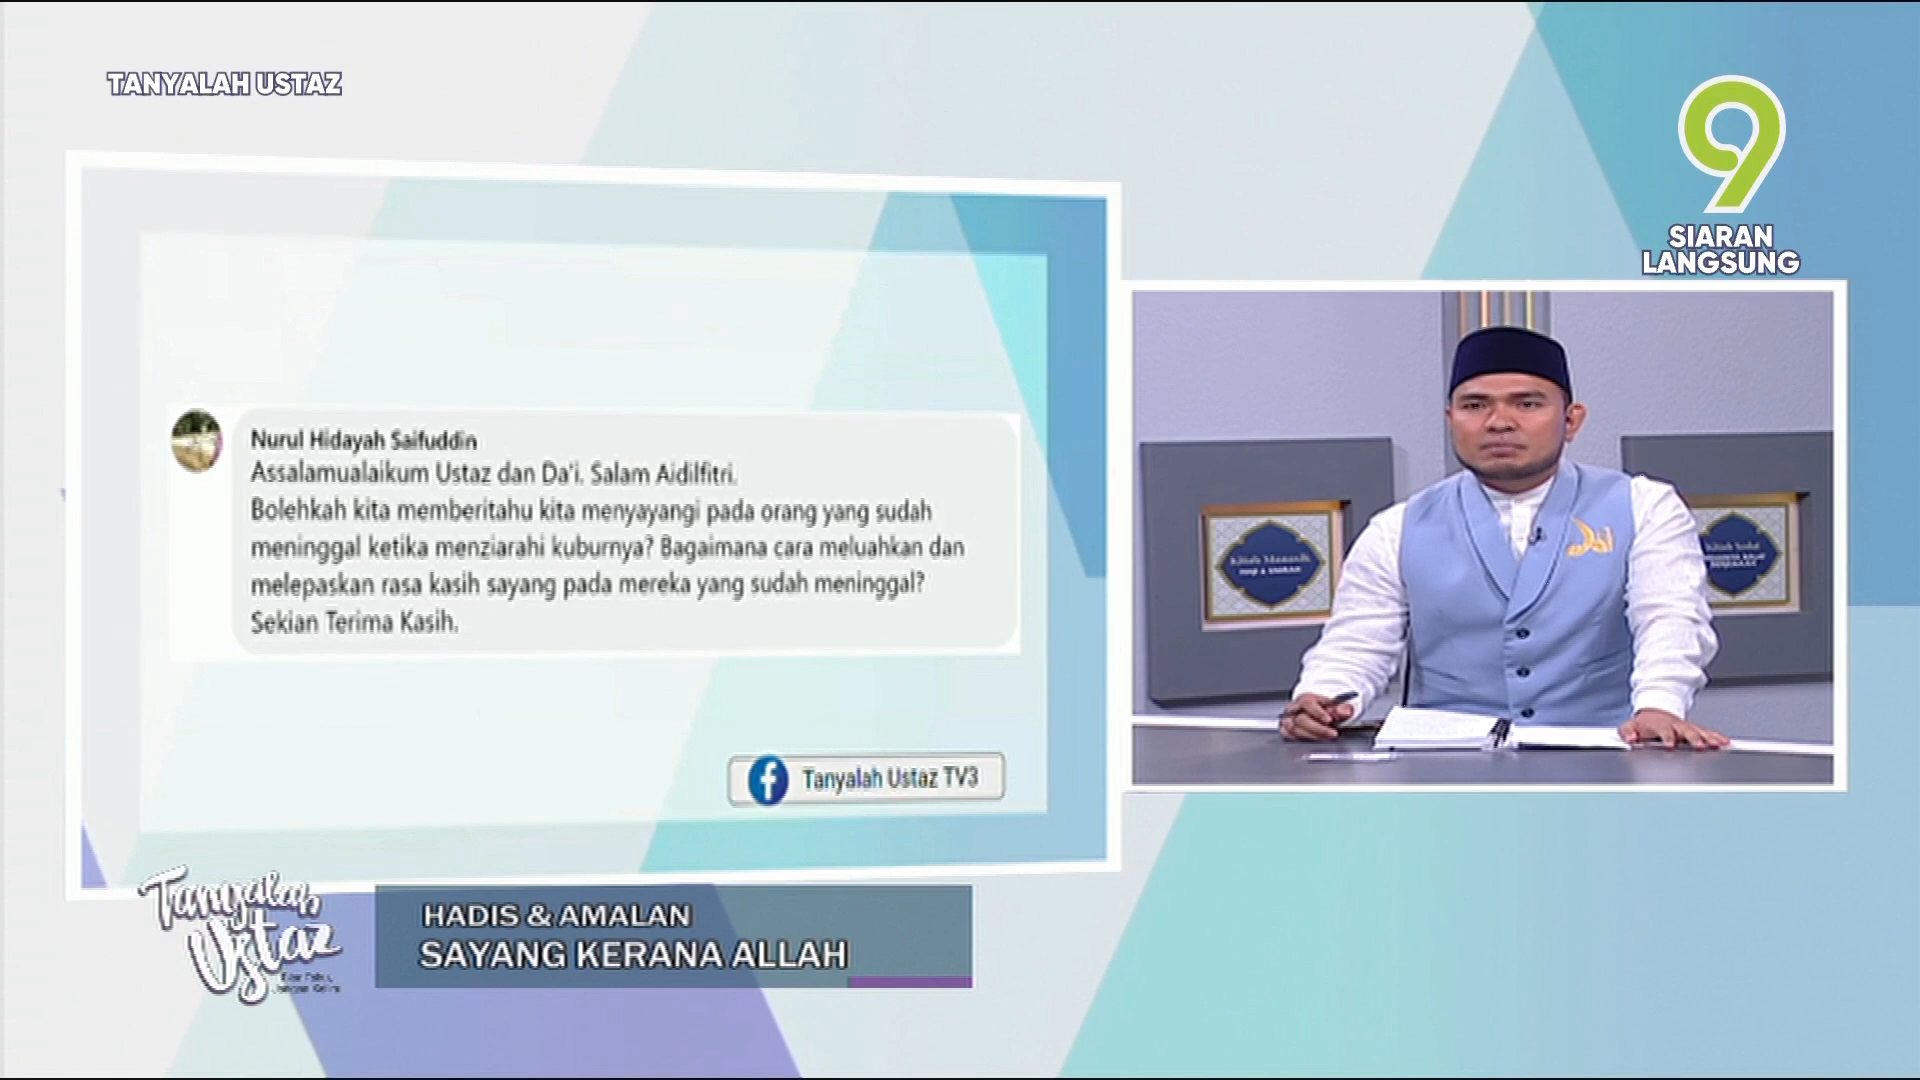 TANYALAH USTAZ
9
SIARAN
LANGSUNG
Nurul Hidayah Saifuddin
Assalamualaikum Ustaz dan Da'i. Salam Aidilfitri.
Bolehkah kita memberitahu kita menyayangi pada orang yang sudah
meninggal ketika menziarahi kuburnya? Bagaimana cara meluahkan dan
melepaskan rasa kasih sayang pada mereka yang sudah meninggal?
Sekian Terima Kasih.
Tanyalah Ustaz TV3
Tanyalah
Ustaz
HADIS & AMALAN
SAYANG KERANA ALLAH